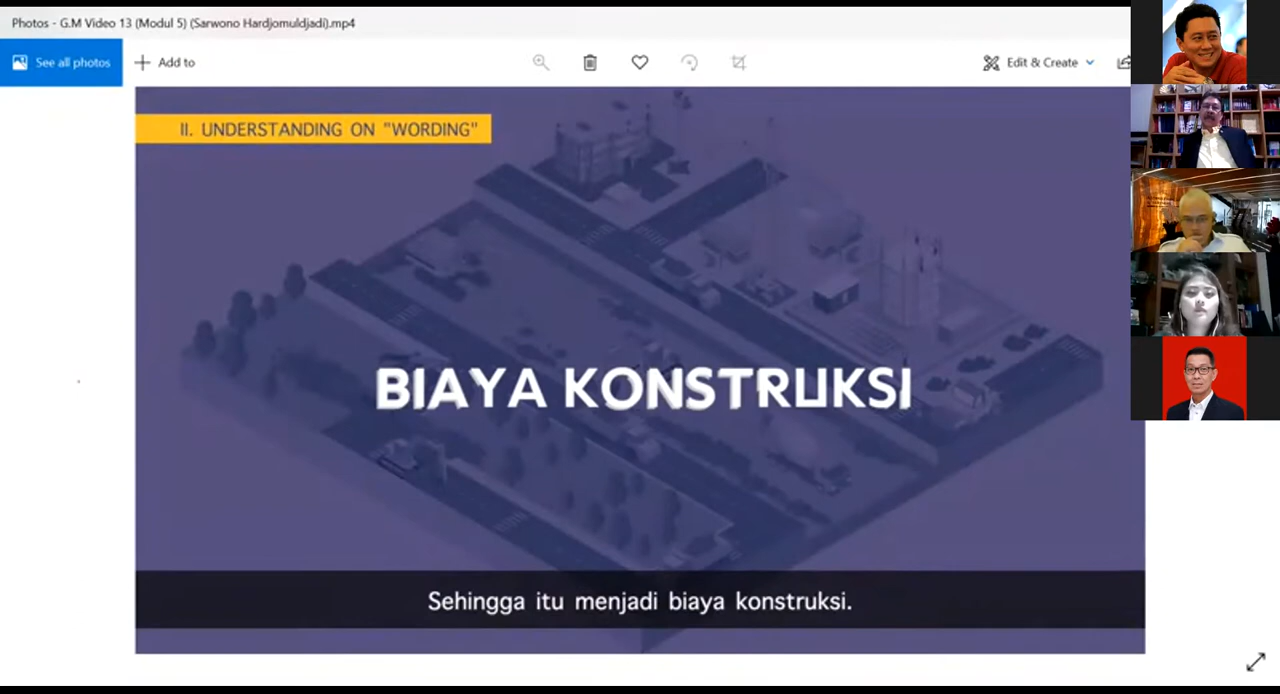 Photos - G.M Video 13 (Modul 5) (Sarwono Hardjomuldjadi).mp4
See all photos
Add to
Edit & Create
II. UNDERSTANDING ON "WORDING"
BIAYA KONSTRUKSI
Sehingga itu menjadi biaya konstruksi.